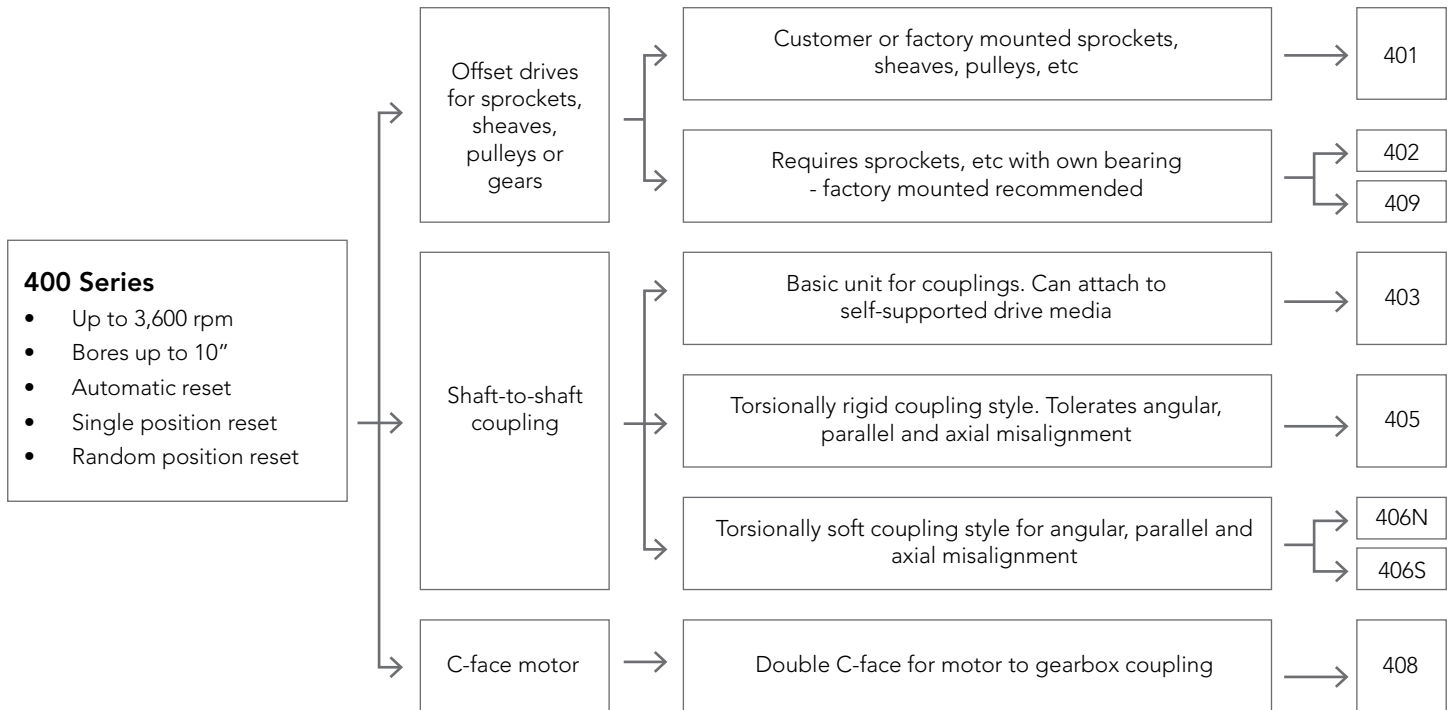 400 Series
• Up to 3,600 rpm
• Bores up to 10”
• Automatic reset
• Single position reset
• Random position reset
Offset drives
for sprockets,
sheaves,
pulleys or
gears
Customer or factory mounted sprockets,
sheaves, pulleys, etc
401
Requires sprockets, etc with own bearing
- factory mounted recommended
402
409
Shaft-to-shaft
coupling
Basic unit for couplings. Can attach to
self-supported drive media
403
Torsionally rigid coupling style. Tolerates angular,
parallel and axial misalignment
405
Torsionally soft coupling style for angular, parallel and
axial misalignment
406N
406S
C-face motor
Double C-face for motor to gearbox coupling
408